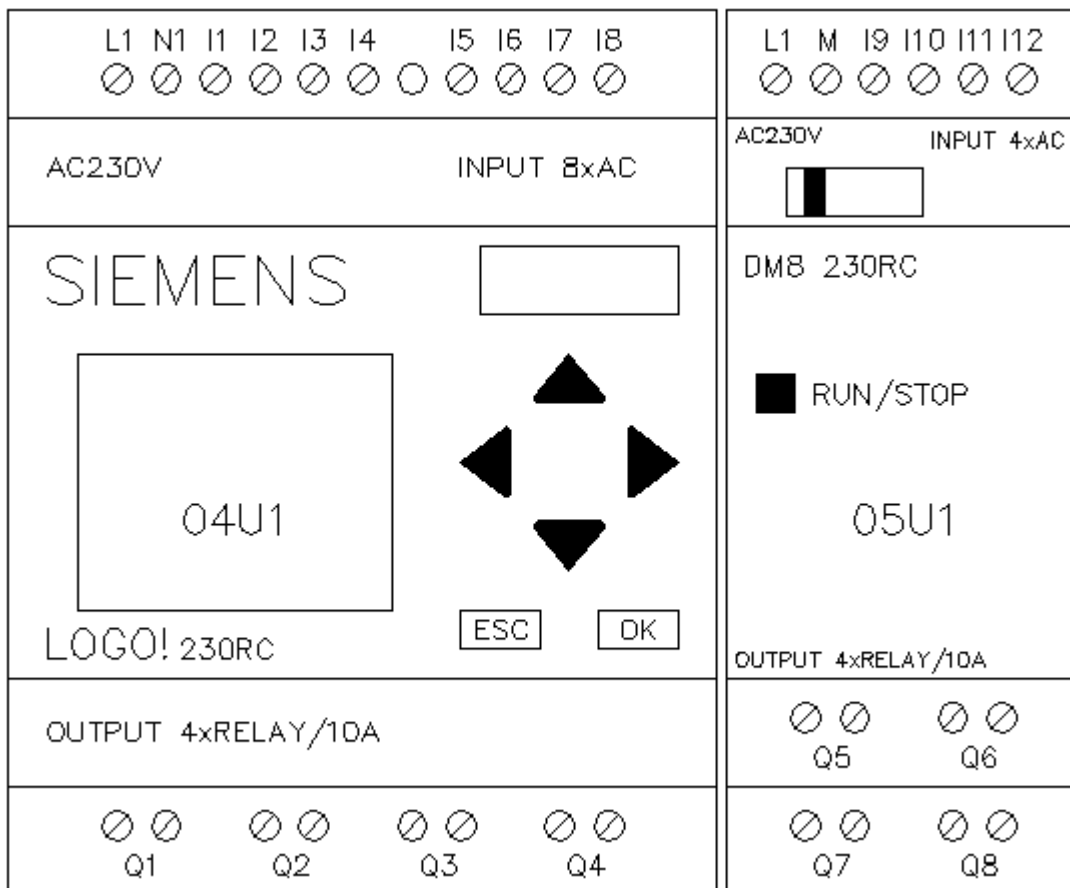 L1 N1 I1 I2 I3 I4 I5 I6 I7 I8
AC230V INPUT 8xAC
SIEMENS
04U1
LOGO! 230RC
ESC OK
OUTPUT 4xRELAY/10A
Q1 Q2 Q3 Q4
L1 M I9 I10 I11 I12
AC230V INPUT 4xAC
DM8 230RC
RUN/STOP
05U1
OUTPUT 4xRELAY/10A
Q5 Q6
Q7 Q8